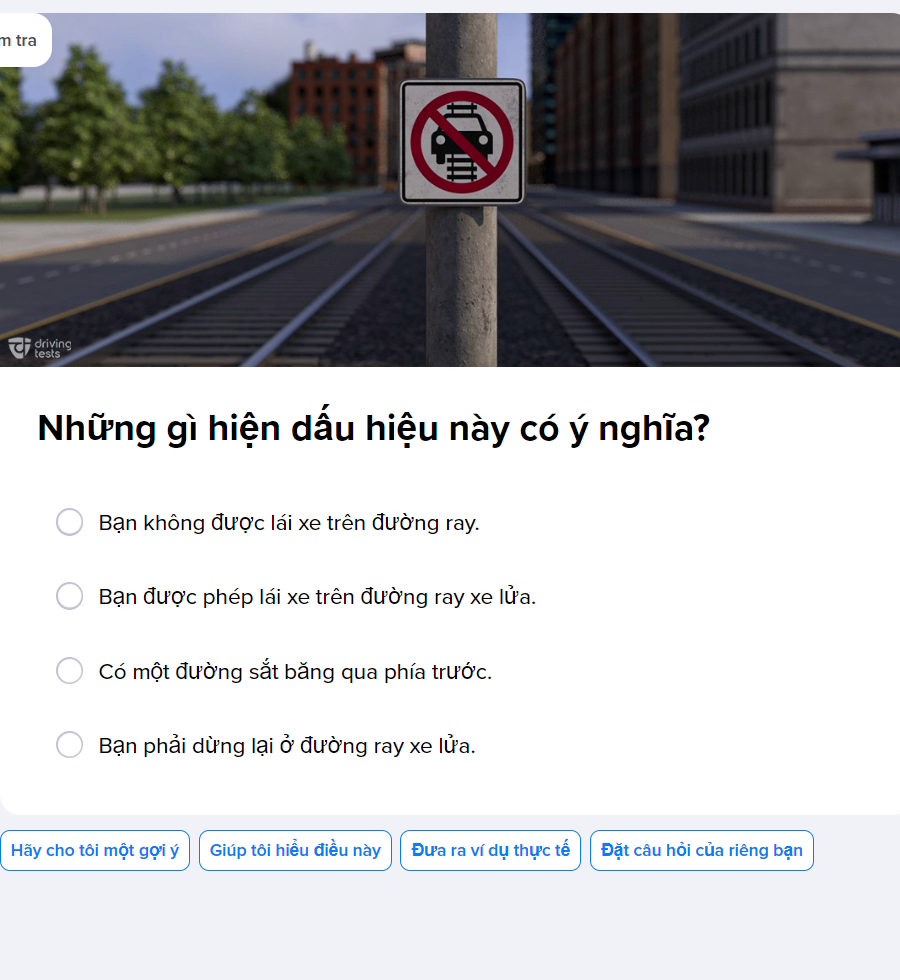 m tra
driving
tests
Những gì hiện dấu hiệu này có ý nghĩa?
Bạn không được lái xe trên đường ray.
Bạn được phép lái xe trên đường ray xe lửa.
Có một đường sắt băng qua phía trước.
Bạn phải dừng lại ở đường ray xe lửa.
Hãy cho tôi một gợi ý
Giúp tôi hiểu điều này
Đưa ra ví dụ thực tế
Đặt câu hỏi của riêng bạn